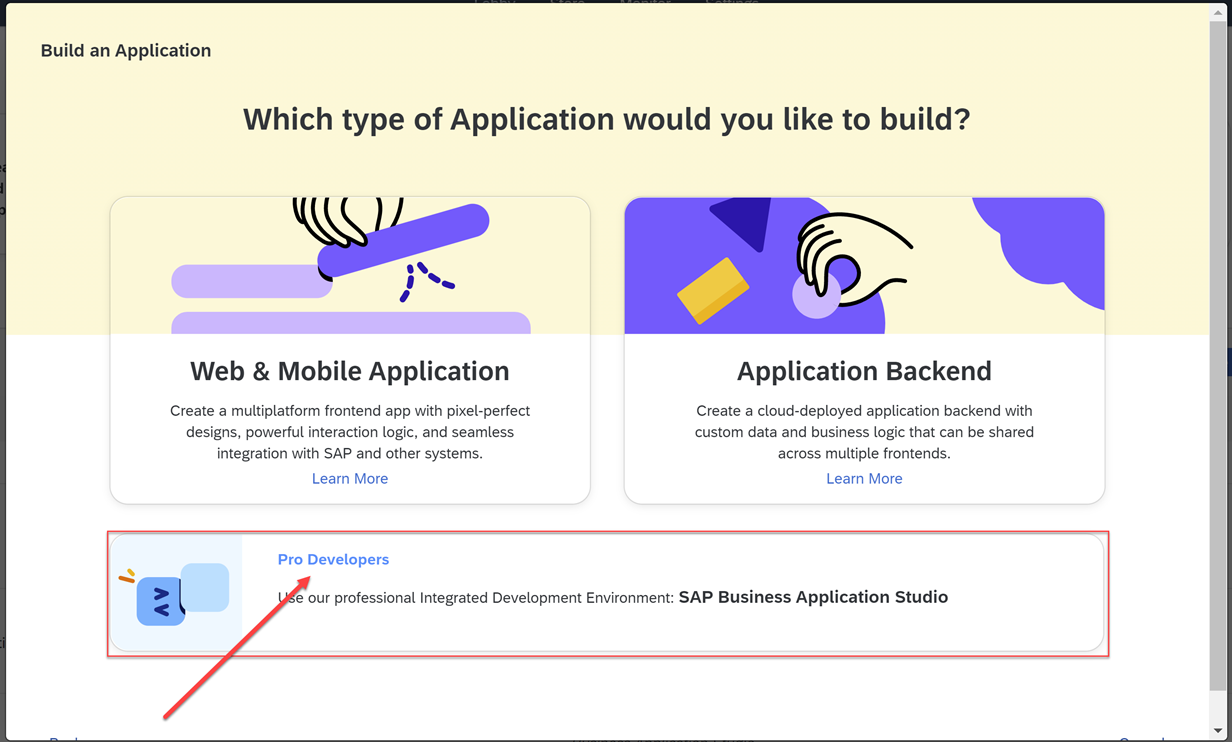 Build an Application
Which type of Application would you like to build?
Web & Mobile Application
Create a multiplatform frontend app with pixel-perfect
designs, powerful interaction logic, and seamless
integration with SAP and other systems.
Learn More
Application Backend
Create a cloud-deployed application backend with
custom data and business logic that can be shared
across multiple frontends.
Learn More
Pro Developers
Use our professional Integrated Development Environment: SAP Business Application Studio